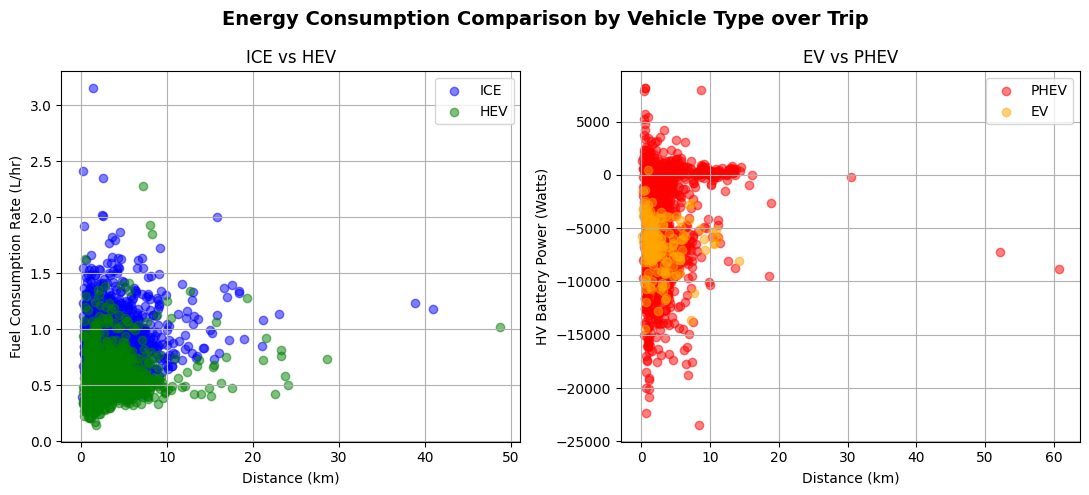 Energy Consumption Comparison by Vehicle Type over Trip
ICE vs HEV
Fuel Consumption Rate (L/hr)
3.0
2.5
2.0
1.5
1.0
0.5
0.0
0
10
20
30
40
50
Distance (km)
ICE
HEV
EV vs PHEV
HV Battery Power (Watts)
5000
0
−5000
−10000
−15000
−20000
−25000
0
10
20
30
40
50
60
Distance (km)
PHEV
EV